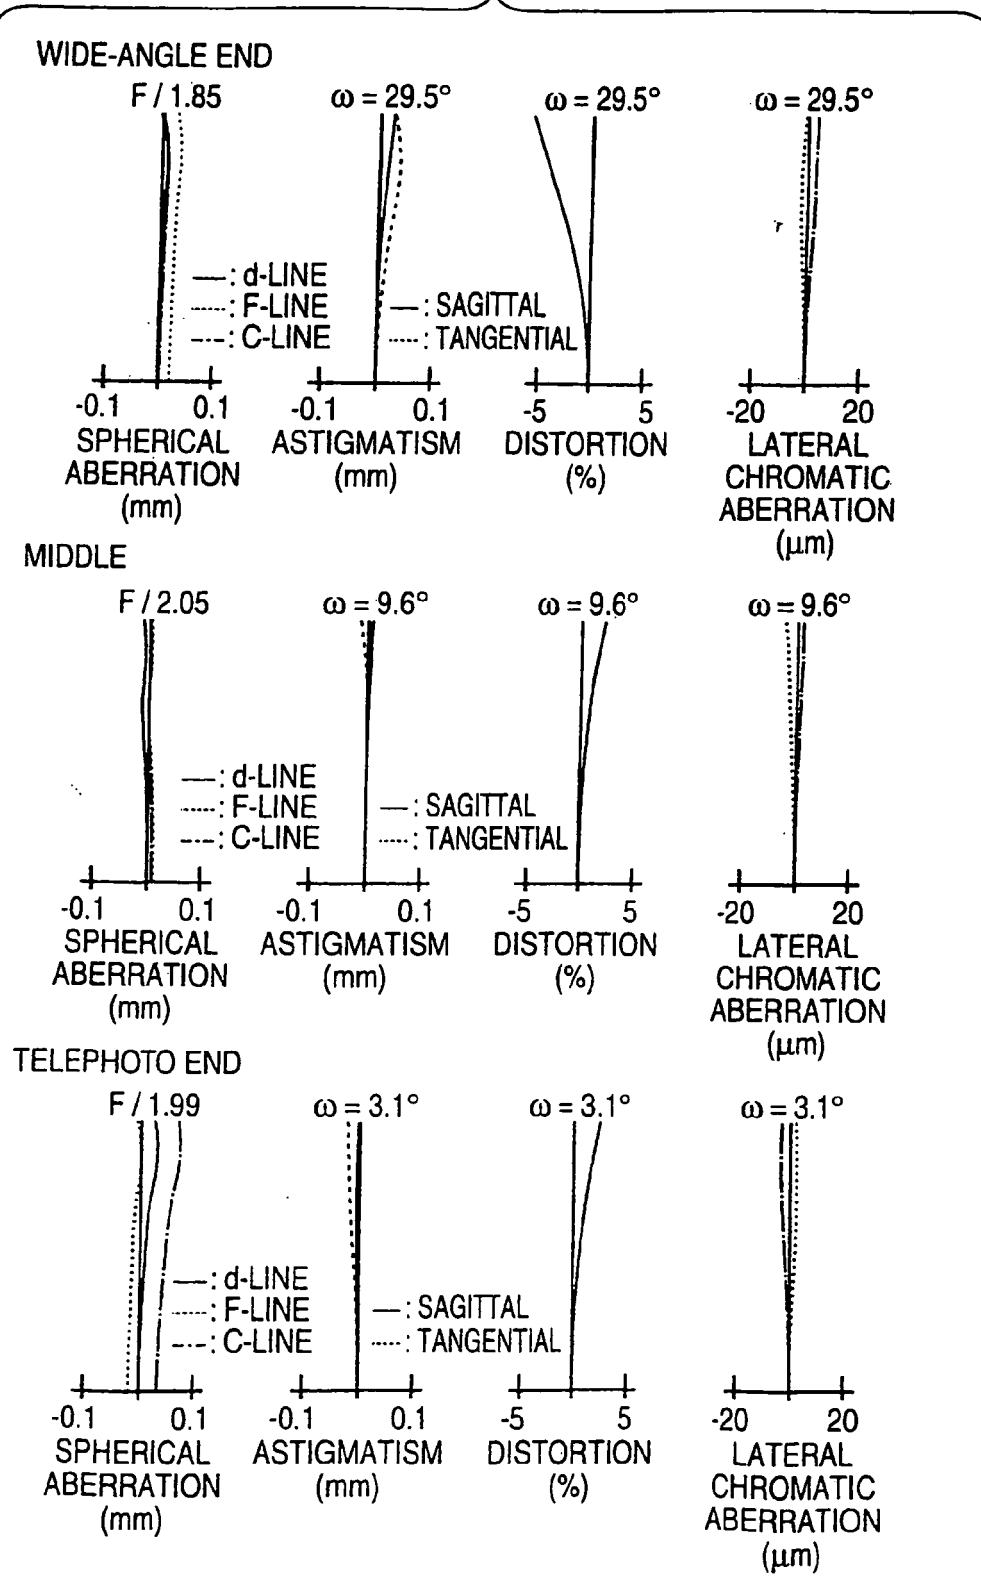 WIDE-ANGLE END
F / 1.85
ω = 29.5°
ω = 29.5°
ω = 29.5°
—: d-LINE
······: F-LINE
—·—: C-LINE
—: SAGITTAL
·····: TANGENTIAL
-0.1 0.1
-0.1 0.1
-5 5
-20 20
SPHERICAL
ABERRATION
(mm)
ASTIGMATISM
(mm)
DISTORTION
(%)
LATERAL
CHROMATIC
ABERRATION
(μm)
MIDDLE
F / 2.05
ω = 9.6°
ω = 9.6°
ω = 9.6°
—: d-LINE
······: F-LINE
—·—: C-LINE
—: SAGITTAL
·····: TANGENTIAL
-0.1 0.1
-0.1 0.1
-5 5
-20 20
SPHERICAL
ABERRATION
(mm)
ASTIGMATISM
(mm)
DISTORTION
(%)
LATERAL
CHROMATIC
ABERRATION
(μm)
TELEPHOTO END
F / 1.99
ω = 3.1°
ω = 3.1°
ω = 3.1°
—: d-LINE
······: F-LINE
—·—: C-LINE
—: SAGITTAL
·····: TANGENTIAL
-0.1 0.1
-0.1 0.1
-5 5
-20 20
SPHERICAL
ABERRATION
(mm)
ASTIGMATISM
(mm)
DISTORTION
(%)
LATERAL
CHROMATIC
ABERRATION
(μm)